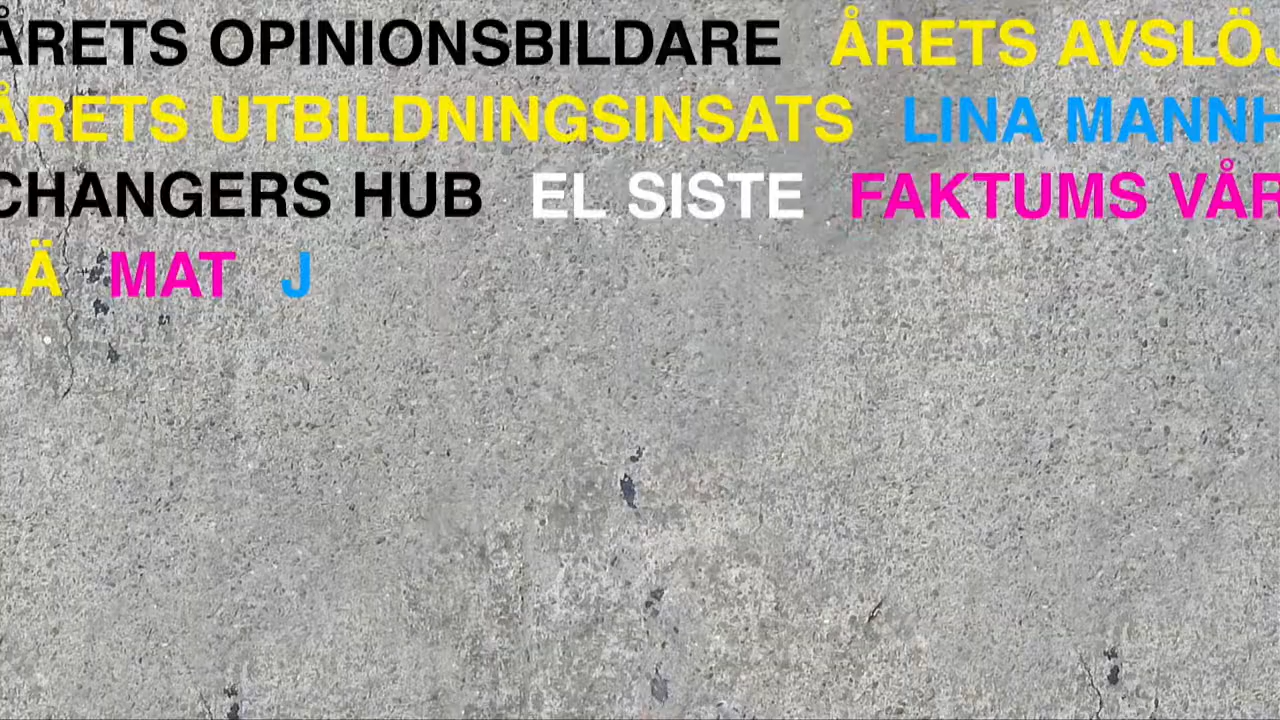 ÅRETS OPINIONSBILDARE ÅRETS AVSLÖJ
ÅRETS UTBILDNINGSINSATS LINA MANNH
CHANGERS HUB EL SISTE FAKTUMS VÅR
LÄ MAT J